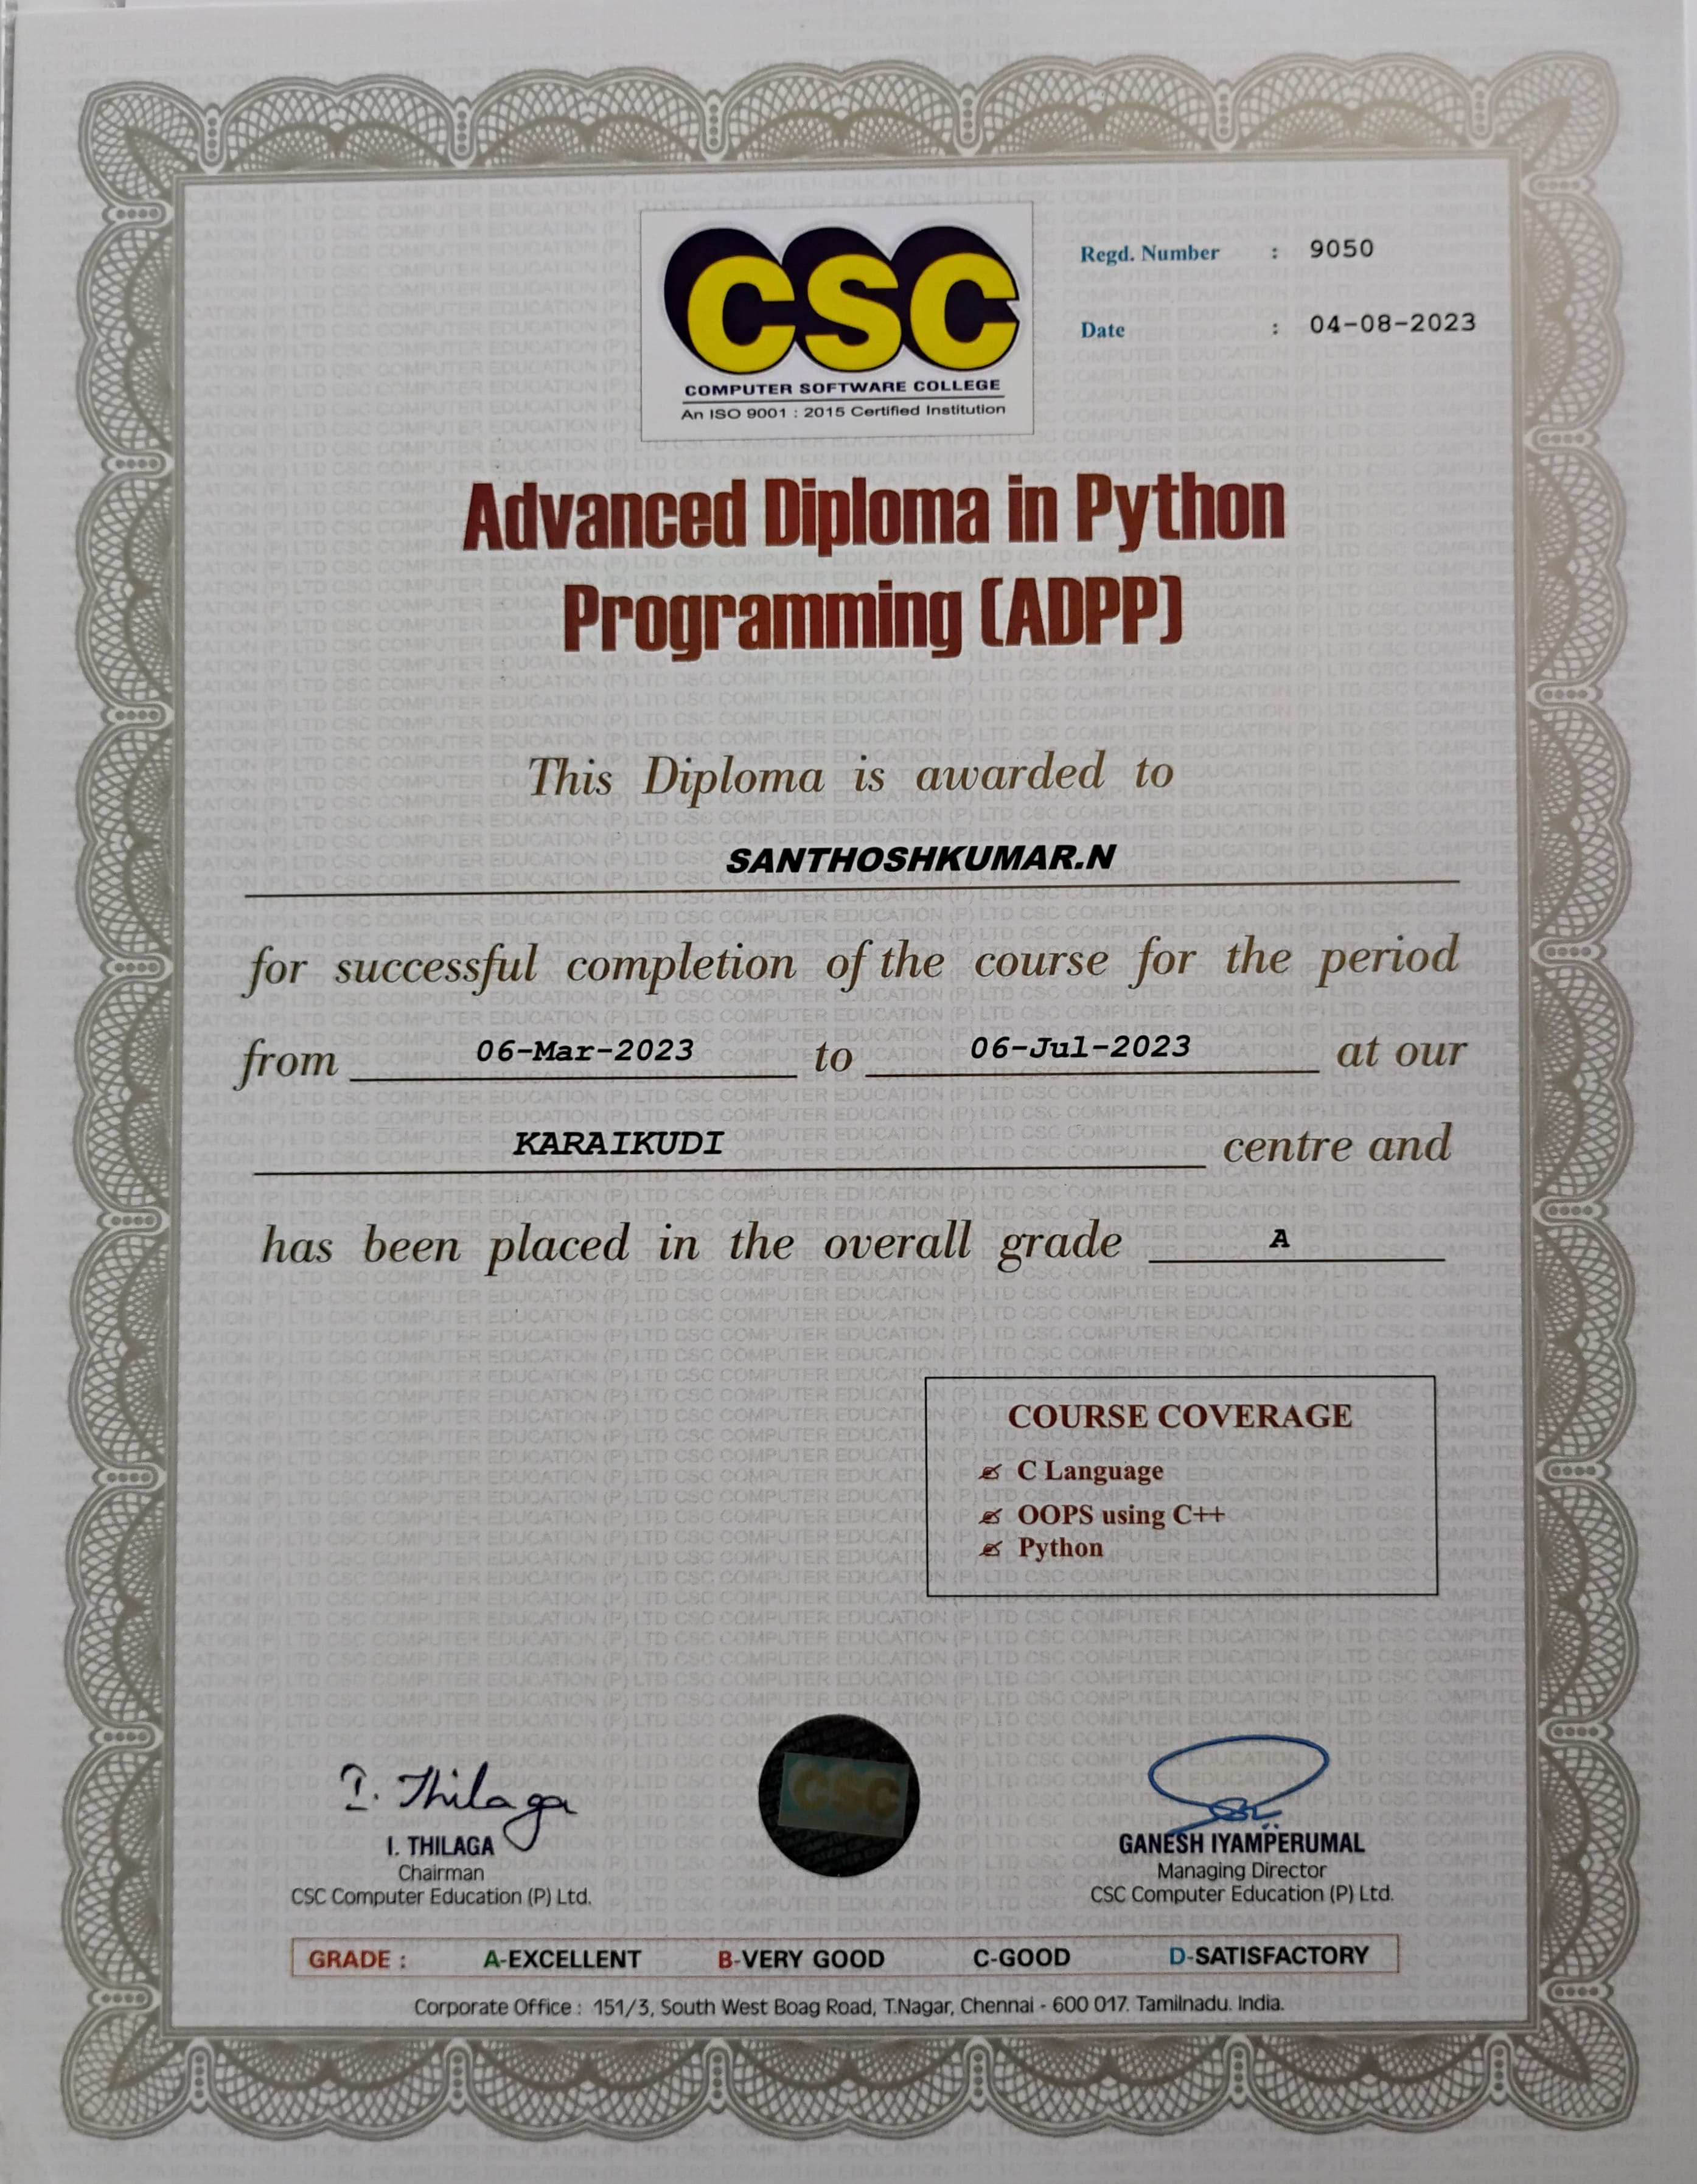 CSC
COMPUTER SOFTWARE COLLEGE
An ISO 9001 : 2015 Certified Institution
Regd. Number : 9050
Date : 04-08-2023
Advanced Diploma in Python
Programming (ADPP)
This Diploma is awarded to
SANTHOSHKUMAR.N
for successful completion of the course for the period
from 06-Mar-2023 to 06-Jul-2023 at our
KARAIKUDI centre and
has been placed in the overall grade A
COURSE COVERAGE
C Language
OOPS using C++
Python
I. Thilaga
I. THILAGA
Chairman
CSC Computer Education (P) Ltd.
CSC
GANESH IYAMPERUMAL
Managing Director
CSC Computer Education (P) Ltd.
GRADE : A-EXCELLENT B-VERY GOOD C-GOOD D-SATISFACTORY
Corporate Office : 151/3, South West Boag Road, T.Nagar, Chennai - 600 017. Tamilnadu. India.